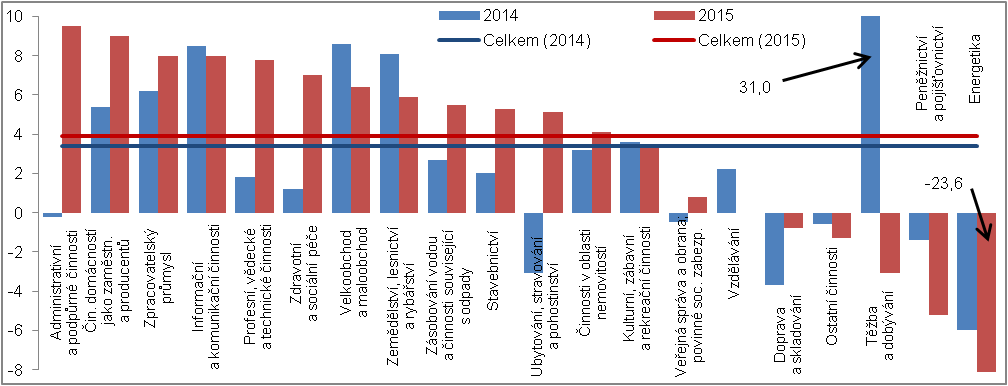 2014
2015
Celkem (2014)
Celkem (2015)
10
8
6
4
2
0
-2
-4
-6
-8
31,0
-23,6
Administrativní
a podpůrné činnosti
Čin. domácností
jako zaměstn.
a producentů
Zpracovatelský
průmysl
Informační
a komunikační činnosti
Profesní, vědecké
a technické činnosti
Zdravotní
a sociální péče
Velkoobchod
a maloobchod
Zemědělství, lesnictví
a rybářství
Zásobování vodou
a činnosti související
s odpady
Stavebnictví
Ubytování, stravování
a pohostinství
Činnosti v oblasti
nemovitostí
Kulturní, zábavní
a rekreační činnosti
Veřejná správa a obrana;
povinné soc. zabezp.
Vzdělávání
Doprava
a skladování
Ostatní činnosti
Těžba
a dobývání
Peněžnictví
a pojišťovnictví
Energetika